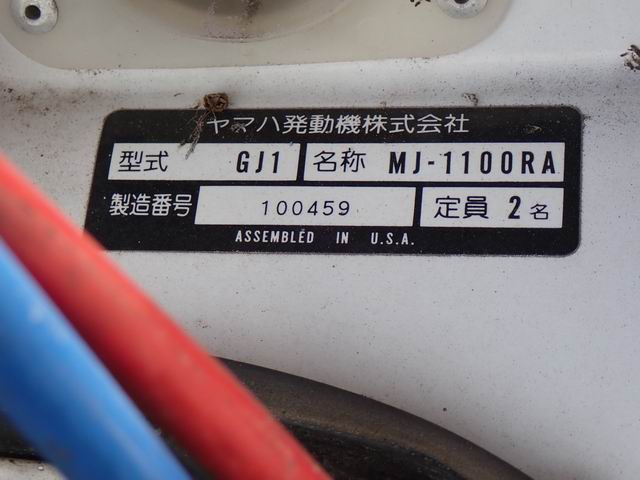 ヤマハ発動機株式会社
型式 GJ1 名称 MJ-1100RA
製造番号 100459 定員 2名
ASSEMBLED IN U.S.A.